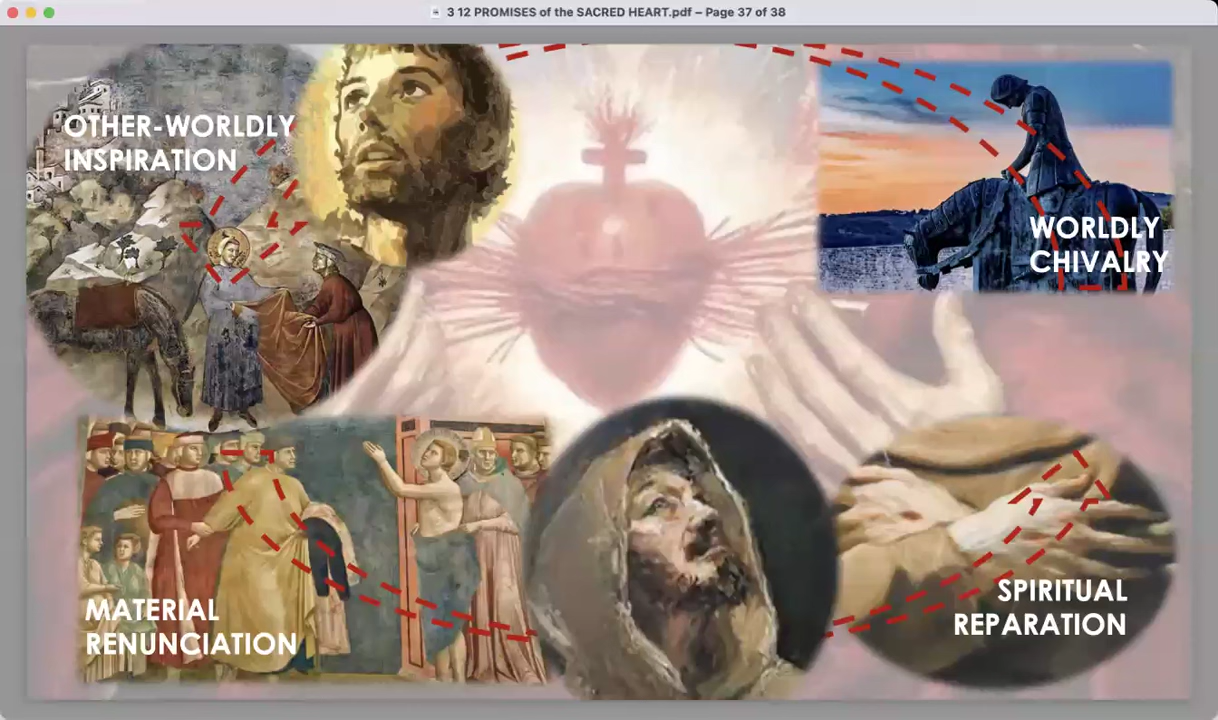 3 12 PROMISES of the SACRED HEART.pdf – Page 37 of 38
OTHER-WORLDLY
INSPIRATION
WORLDLY
CHIVALRY
MATERIAL
RENUNCIATION
SPIRITUAL
REPARATION